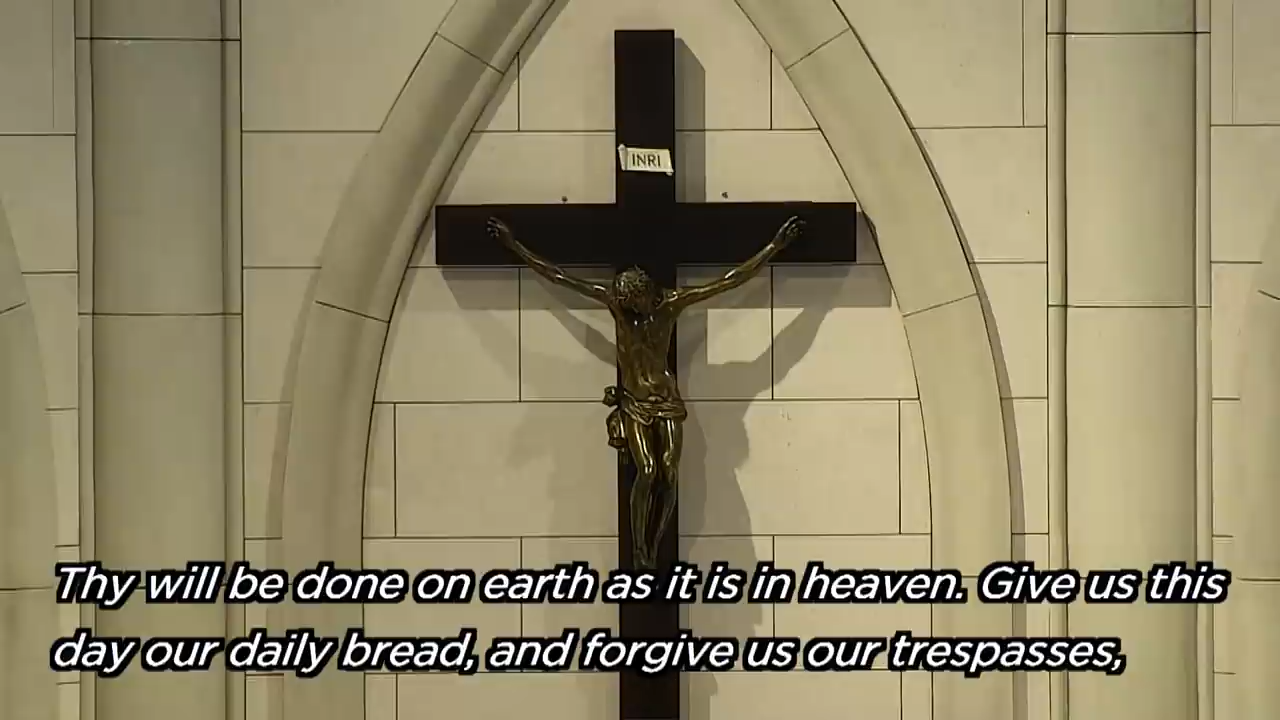 INRI
Thy will be done on earth as it is in heaven. Give us this
day our daily bread, and forgive us our trespasses,